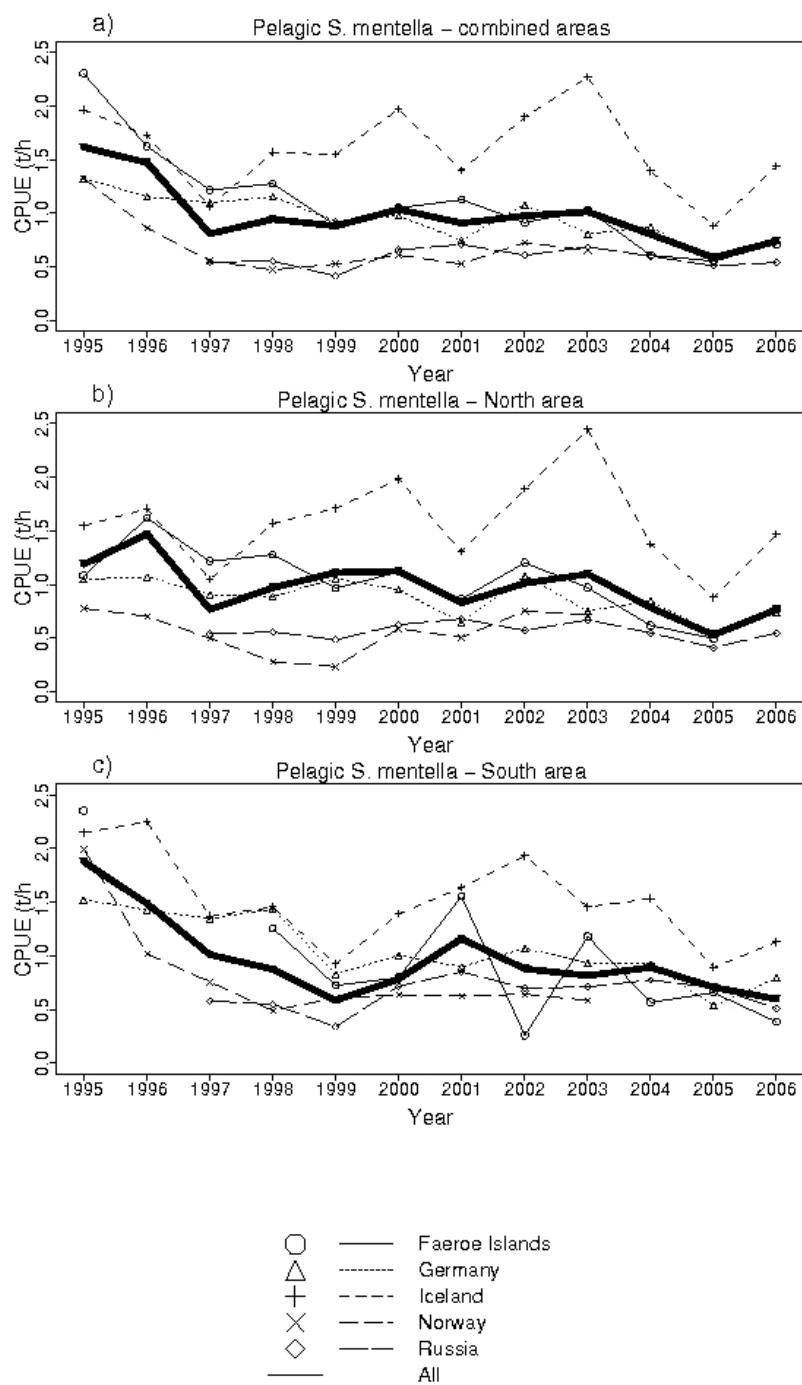 a)
Pelagic S. mentella – combined areas
CPUE (t/h
2.5
2.0
1.5
1.0
0.5
0.0
1995 1996 1997 1998 1999 2000 2001 2002 2003 2004 2005 2006
Year
b)
Pelagic S. mentella – North area
CPUE (t/h
2.5
2.0
1.5
1.0
0.5
0.0
1995 1996 1997 1998 1999 2000 2001 2002 2003 2004 2005 2006
Year
c)
Pelagic S. mentella – South area
CPUE (t/h
2.5
2.0
1.5
1.0
0.5
0.0
1995 1996 1997 1998 1999 2000 2001 2002 2003 2004 2005 2006
Year
Faeroe Islands
Germany
Iceland
Norway
Russia
All